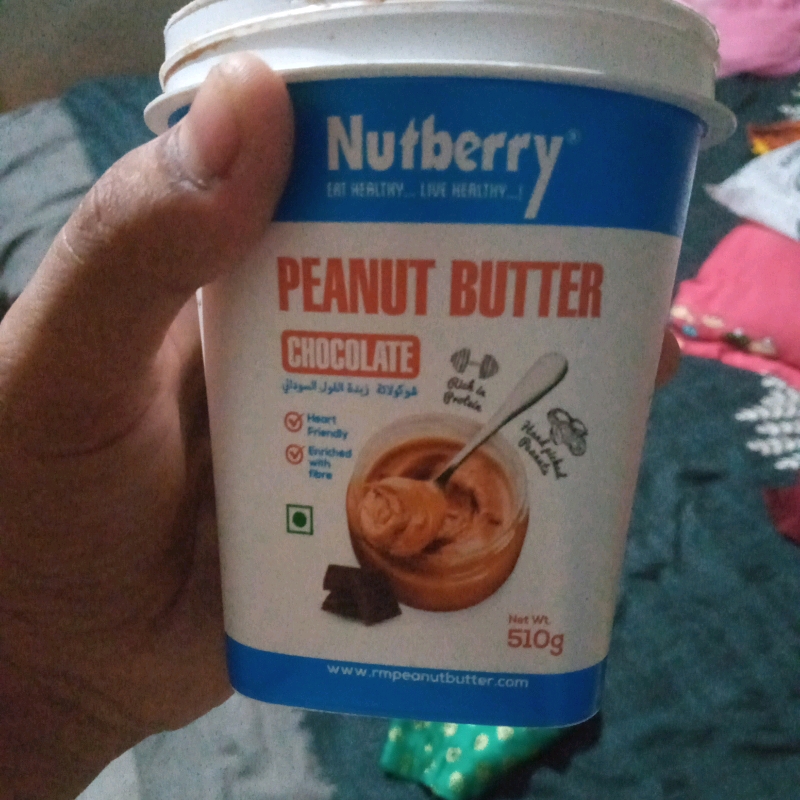 Nutberry®
EAT HEALTHY... LIVE HEALTHY...!
PEANUT BUTTER
CHOCOLATE
شوكولاتة زبدة الفول السوداني
Rich in
Protein
Heart
Friendly
Hand picked
Peanuts
Enriched
with
fibre
Net Wt.
510g
www.rmpeanutbutter.com